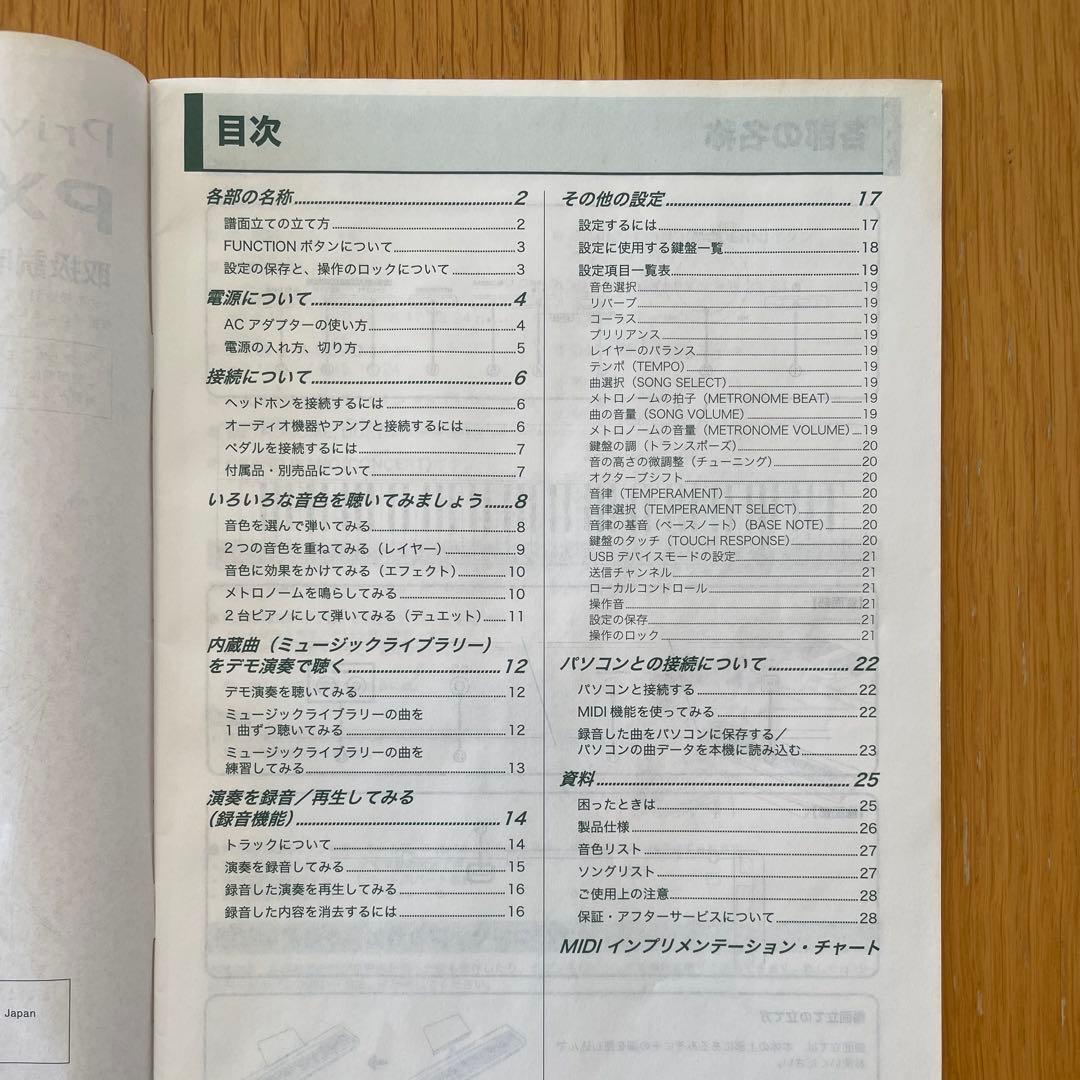 目次
各部の名称 2
譜面立ての立て方 2
FUNCTION ボタンについて 3
設定の保存と、操作のロックについて 3
電源について 4
AC アダプターの使い方 4
電源の入れ方、切り方 5
接続について 6
ヘッドホンを接続するには 6
オーディオ機器やアンプと接続するには 6
ペダルを接続するには 7
付属品・別売品について 7
いろいろな音色を聴いてみましょう 8
音色を選んで弾いてみる 8
2つの音色を重ねてみる（レイヤー） 9
音色に効果をかけてみる（エフェクト） 10
メトロノームを鳴らしてみる 10
2台ピアノにして弾いてみる（デュエット） 11
内蔵曲（ミュージックライブラリー）
をデモ演奏で聴く 12
デモ演奏を聴いてみる 12
ミュージックライブラリーの曲を
1曲ずつ聴いてみる 12
ミュージックライブラリーの曲を
練習してみる 13
演奏を録音／再生してみる
（録音機能） 14
トラックについて 14
演奏を録音してみる 15
録音した演奏を再生してみる 16
録音した内容を消去するには 16
その他の設定 17
設定するには 17
設定に使用する鍵盤一覧 18
設定項目一覧表 19
音色選択 19
リバーブ 19
コーラス 19
ブリリアンス 19
レイヤーのバランス 19
テンポ（TEMPO） 19
曲選択（SONG SELECT） 19
メトロノームの拍子（METRONOME BEAT） 19
曲の音量（SONG VOLUME） 19
メトロノームの音量（METRONOME VOLUME） 19
鍵盤の調（トランスポーズ） 20
音の高さの微調整（チューニング） 20
オクターブシフト 20
音律（TEMPERAMENT） 20
音律選択（TEMPERAMENT SELECT） 20
音律の基音（ベースノート）（BASE NOTE） 20
鍵盤のタッチ（TOUCH RESPONSE） 20
USB デバイスモードの設定 21
送信チャンネル 21
ローカルコントロール 21
操作音 21
設定の保存 21
操作のロック 21
パソコンとの接続について 22
パソコンと接続する 22
MIDI 機能を使ってみる 22
録音した曲をパソコンに保存する／
パソコンの曲データを本機に読み込む 23
資料 25
困ったときは 25
製品仕様 26
音色リスト 27
ソングリスト 27
ご使用上の注意 28
保証・アフターサービスについて 28
MIDI インプリメンテーション・チャート
Japan